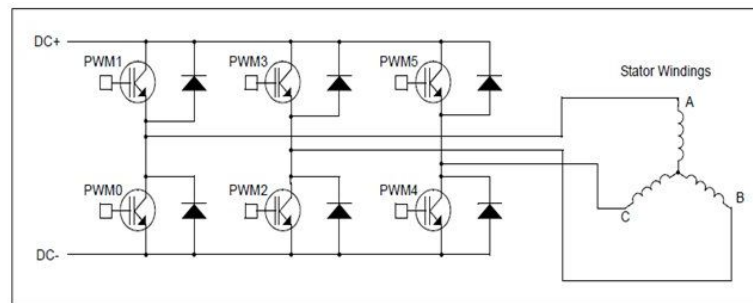 DC+
PWM1
PWM3
PWM5
Stator Windings
A
PWM0
PWM2
PWM4
B
C
DC-